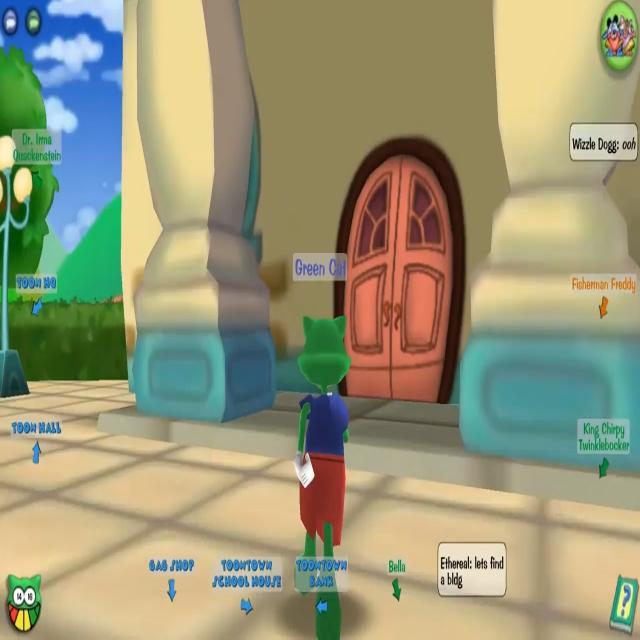 Dr. Irma
Quackenstein
Wizzle Dogg: ooh
Green Cat
TOON HQ
Fisherman Freddy
TOON HALL
King Chirpy
Twinklebocker
GAG SHOP
TOONTOWN
SCHOOL HOUSE
TOONTOWN
BANK
Bella
Ethereal: lets find
a bldg
?